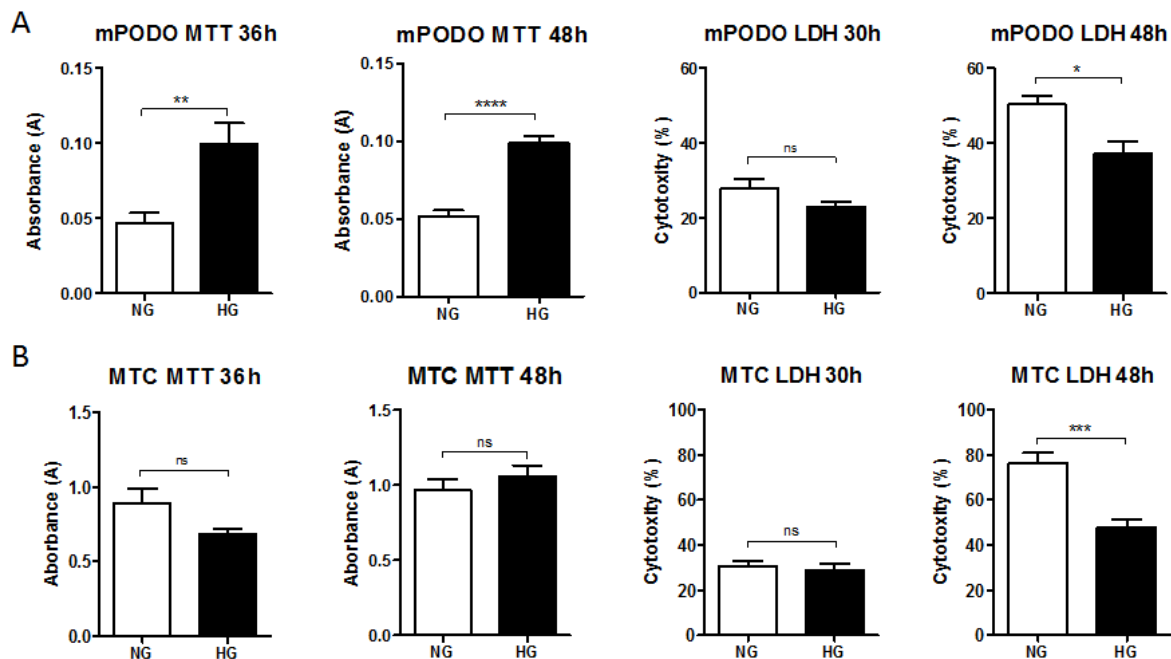 A
mPODO MTT 36h
Absorbance (A)
0.15
0.10
0.05
0.00
**
NG HG
mPODO MTT 48h
Absorbance (A)
0.15
0.10
0.05
0.00
****
NG HG
mPODO LDH 30h
Cytotoxity (%)
60
40
20
0
ns
NG HG
mPODO LDH 48h
Cytotoxity (%)
60
40
20
0
*
NG HG
B
MTC MTT 36h
Aborbance (A)
1.5
1.0
0.5
0.0
ns
NG HG
MTC MTT 48h
Aborbance (A)
1.5
1.0
0.5
0.0
ns
NG HG
MTC LDH 30h
Cytotoxity (%)
100
80
60
40
20
0
ns
NG HG
MTC LDH 48h
Cytotoxity (%)
100
80
60
40
20
0
***
NG HG